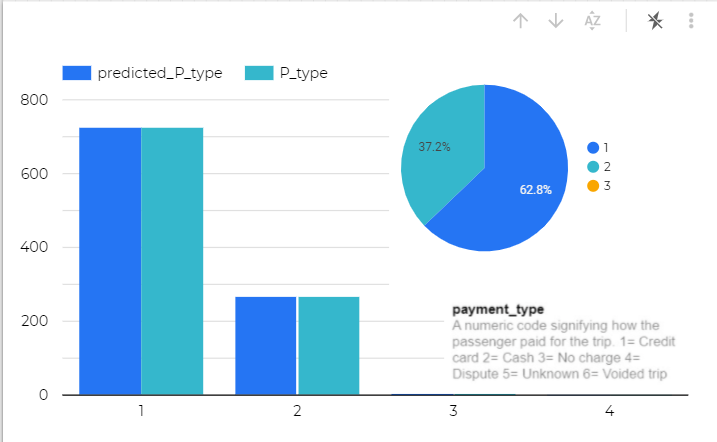 AZ
predicted_P_type P_type
800
600
400
200
0
1 2 3 4
37.2%
62.8%
1
2
3
payment_type
A numeric code signifying how the
passenger paid for the trip. 1= Credit
card 2= Cash 3= No charge 4=
Dispute 5= Unknown 6= Voided trip